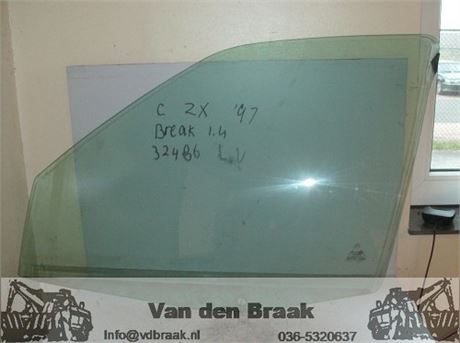 C ZX '97
Break 1.4
32486 LV
Van den Braak
Info@vdbraak.nl
036-5320637